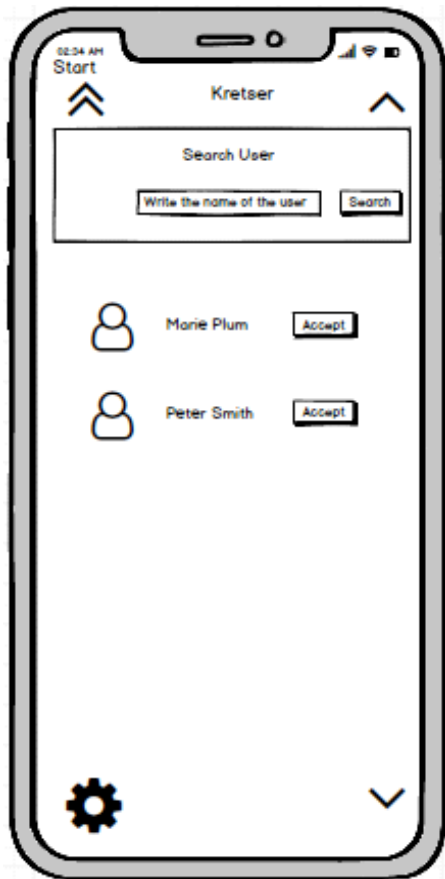 02:34 AM
Start
Kretser
Search User
Write the name of the user
Search
Marie Plum
Accept
Peter Smith
Accept